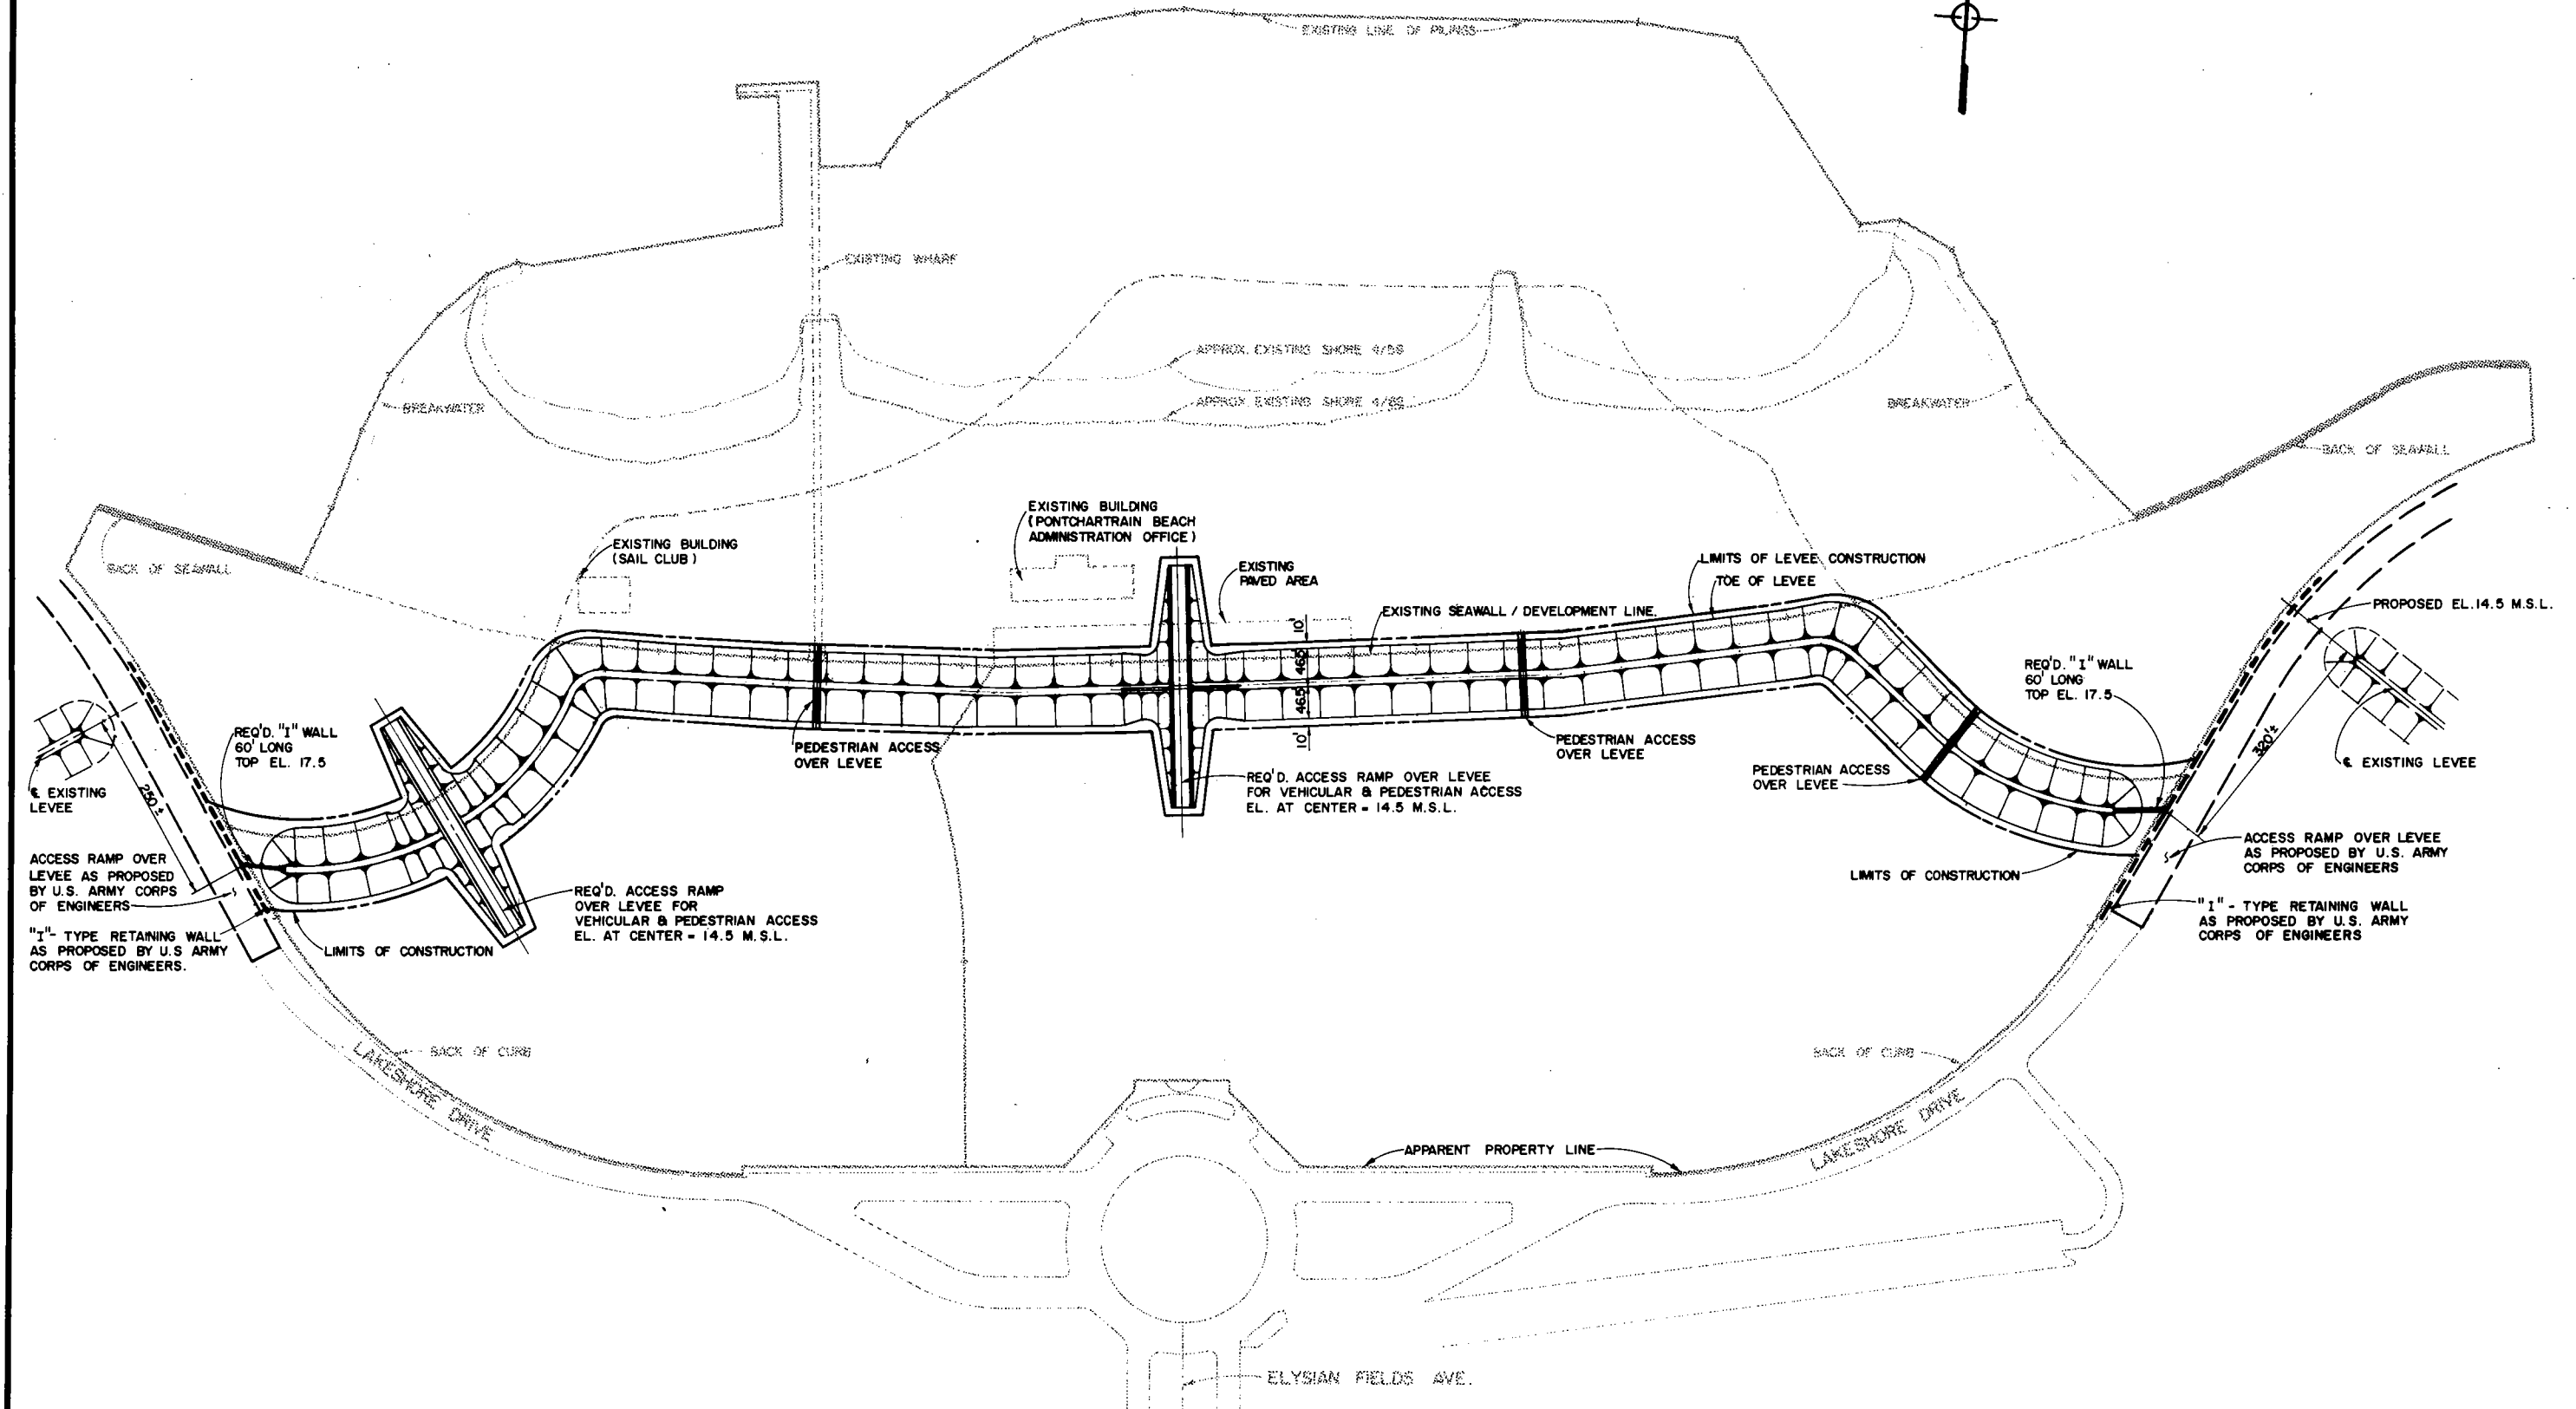 EXISTING LINE OF PILINGS
EXISTING WHARF
APPROX. EXISTING SHORE 4/59
APPROX. EXISTING SHORE 4/89
BREAKWATER
BREAKWATER
BACK OF SEAWALL
BACK OF SEAWALL
EXISTING BUILDING
(PONTCHARTRAIN BEACH
ADMINISTRATION OFFICE)
EXISTING BUILDING
(SAIL CLUB)
EXISTING
PAVED AREA
LIMITS OF LEVEE CONSTRUCTION
TOE OF LEVEE
EXISTING SEAWALL / DEVELOPMENT LINE
PROPOSED EL.14.5 M.S.L.
10'
46.5'
46.5'
10'
REQ'D. "I" WALL
60' LONG
TOP EL. 17.5
REQ'D. "I" WALL
60' LONG
TOP EL. 17.5
PEDESTRIAN ACCESS
OVER LEVEE
PEDESTRIAN ACCESS
OVER LEVEE
PEDESTRIAN ACCESS
OVER LEVEE
320'±
250'±
℄ EXISTING
LEVEE
℄ EXISTING LEVEE
REQ'D. ACCESS RAMP OVER LEVEE
FOR VEHICULAR & PEDESTRIAN ACCESS
EL. AT CENTER = 14.5 M.S.L.
ACCESS RAMP OVER
LEVEE AS PROPOSED
BY U.S. ARMY CORPS
OF ENGINEERS
"I"- TYPE RETAINING WALL
AS PROPOSED BY U.S ARMY
CORPS OF ENGINEERS.
LIMITS OF CONSTRUCTION
REQ'D. ACCESS RAMP
OVER LEVEE FOR
VEHICULAR & PEDESTRIAN ACCESS
EL. AT CENTER = 14.5 M.S.L.
LIMITS OF CONSTRUCTION
ACCESS RAMP OVER LEVEE
AS PROPOSED BY U.S. ARMY
CORPS OF ENGINEERS
"I" - TYPE RETAINING WALL
AS PROPOSED BY U.S. ARMY
CORPS OF ENGINEERS
BACK OF CURB
BACK OF CURB
LAKESHORE DRIVE
LAKESHORE DRIVE
APPARENT PROPERTY LINE
ELYSIAN FIELDS AVE.